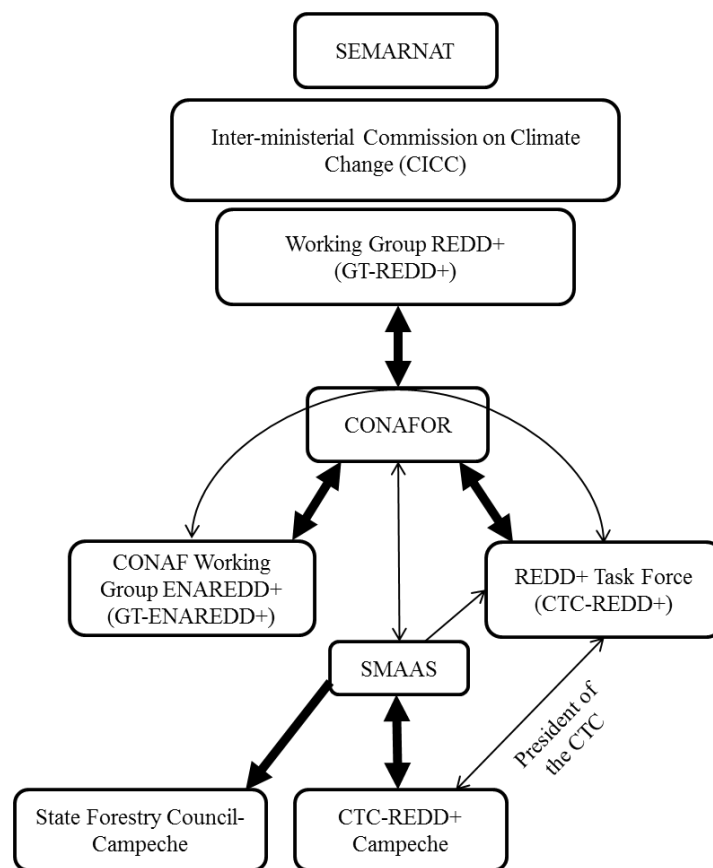 SEMARNAT
Inter-ministerial Commission on Climate
Change (CICC)
Working Group REDD+
(GT-REDD+)
CONAFOR
CONAF Working
Group ENAREDD+
(GT-ENAREDD+)
REDD+ Task Force
(CTC-REDD+)
SMAAS
President of
the CTC
State Forestry Council-
Campeche
CTC-REDD+
Campeche